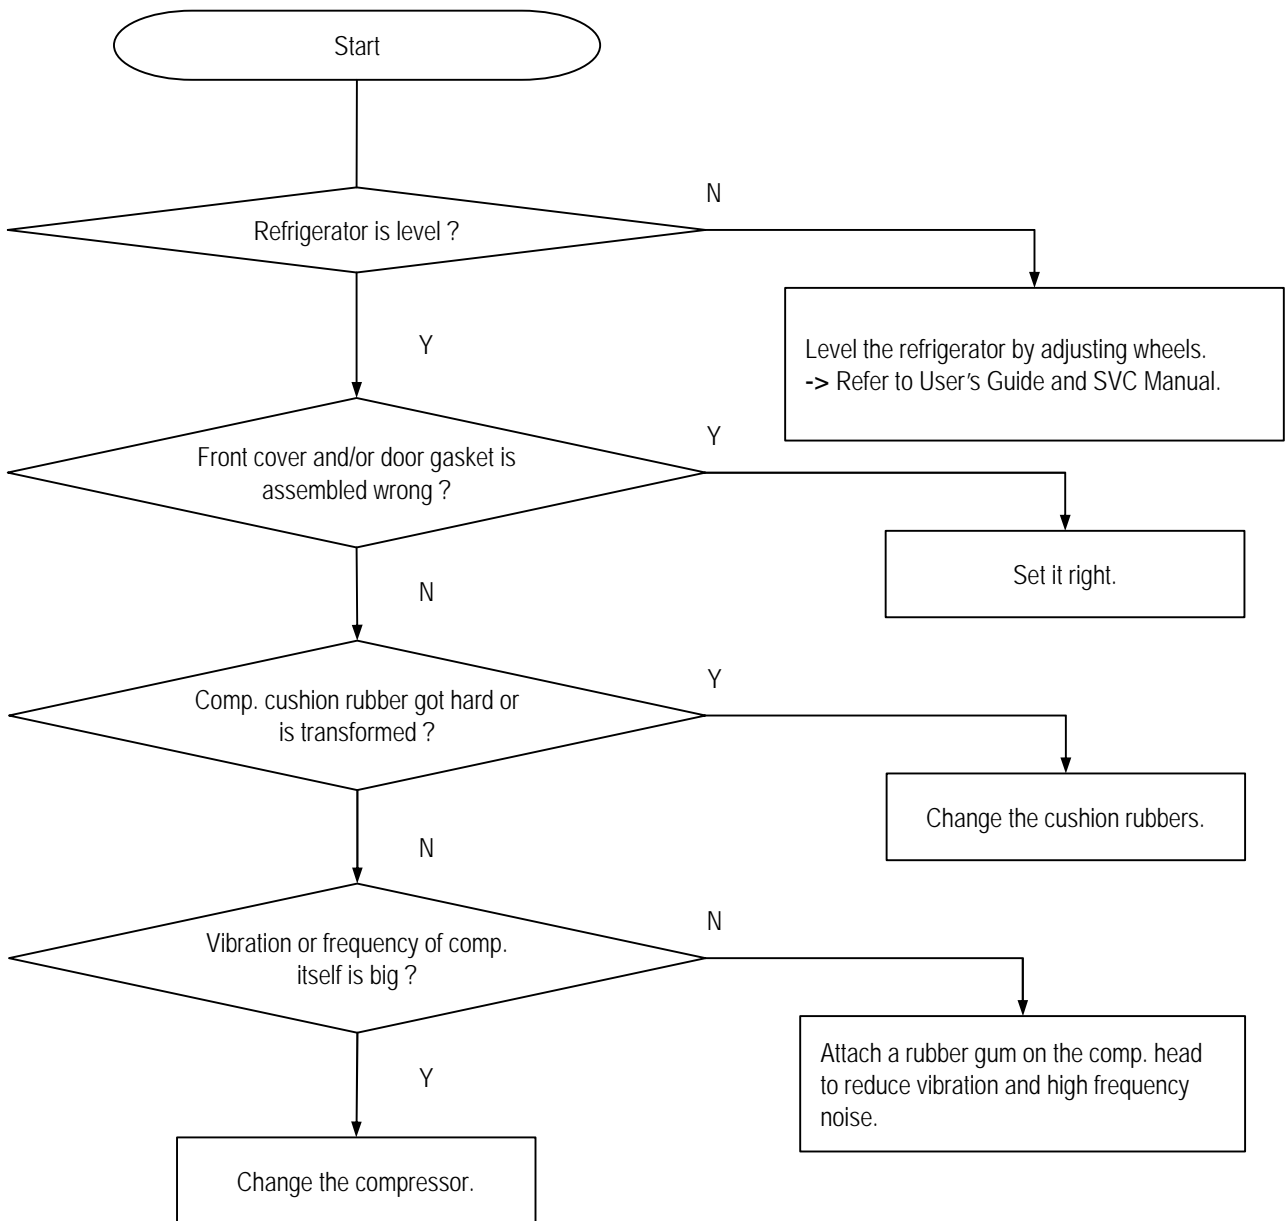 Start
Refrigerator is level ?
N
Level the refrigerator by adjusting wheels.
-> Refer to User's Guide and SVC Manual.
Y
Front cover and/or door gasket is
assembled wrong ?
Y
Set it right.
N
Comp. cushion rubber got hard or
is transformed ?
Y
Change the cushion rubbers.
N
Vibration or frequency of comp.
itself is big ?
N
Attach a rubber gum on the comp. head
to reduce vibration and high frequency
noise.
Y
Change the compressor.